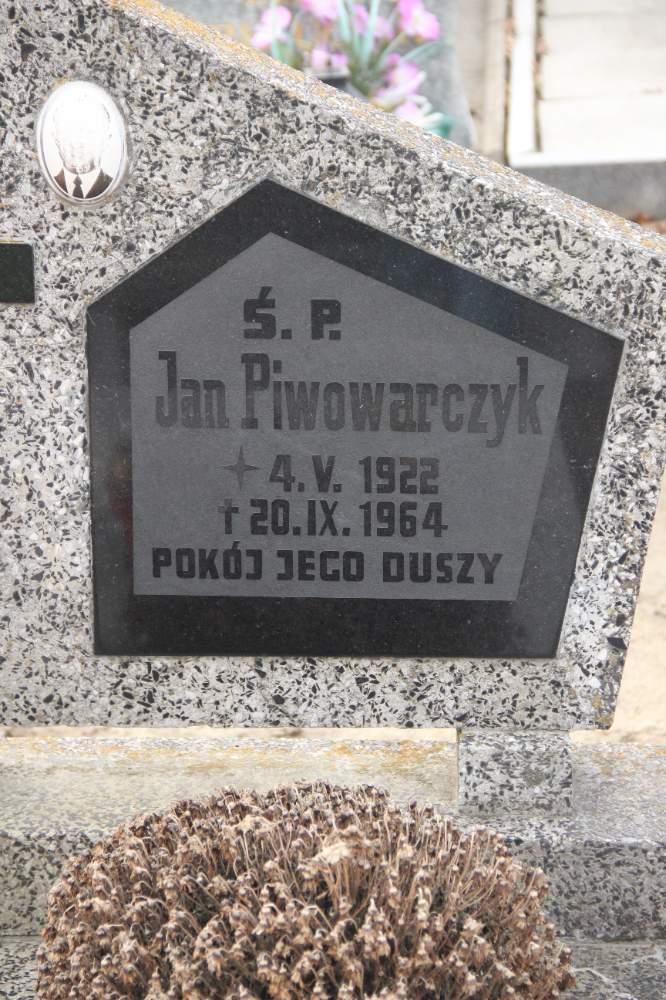 Ś. P.
Jan Piwowarczyk
4. V. 1922
† 20. IX. 1964
POKÓJ JEGO DUSZY